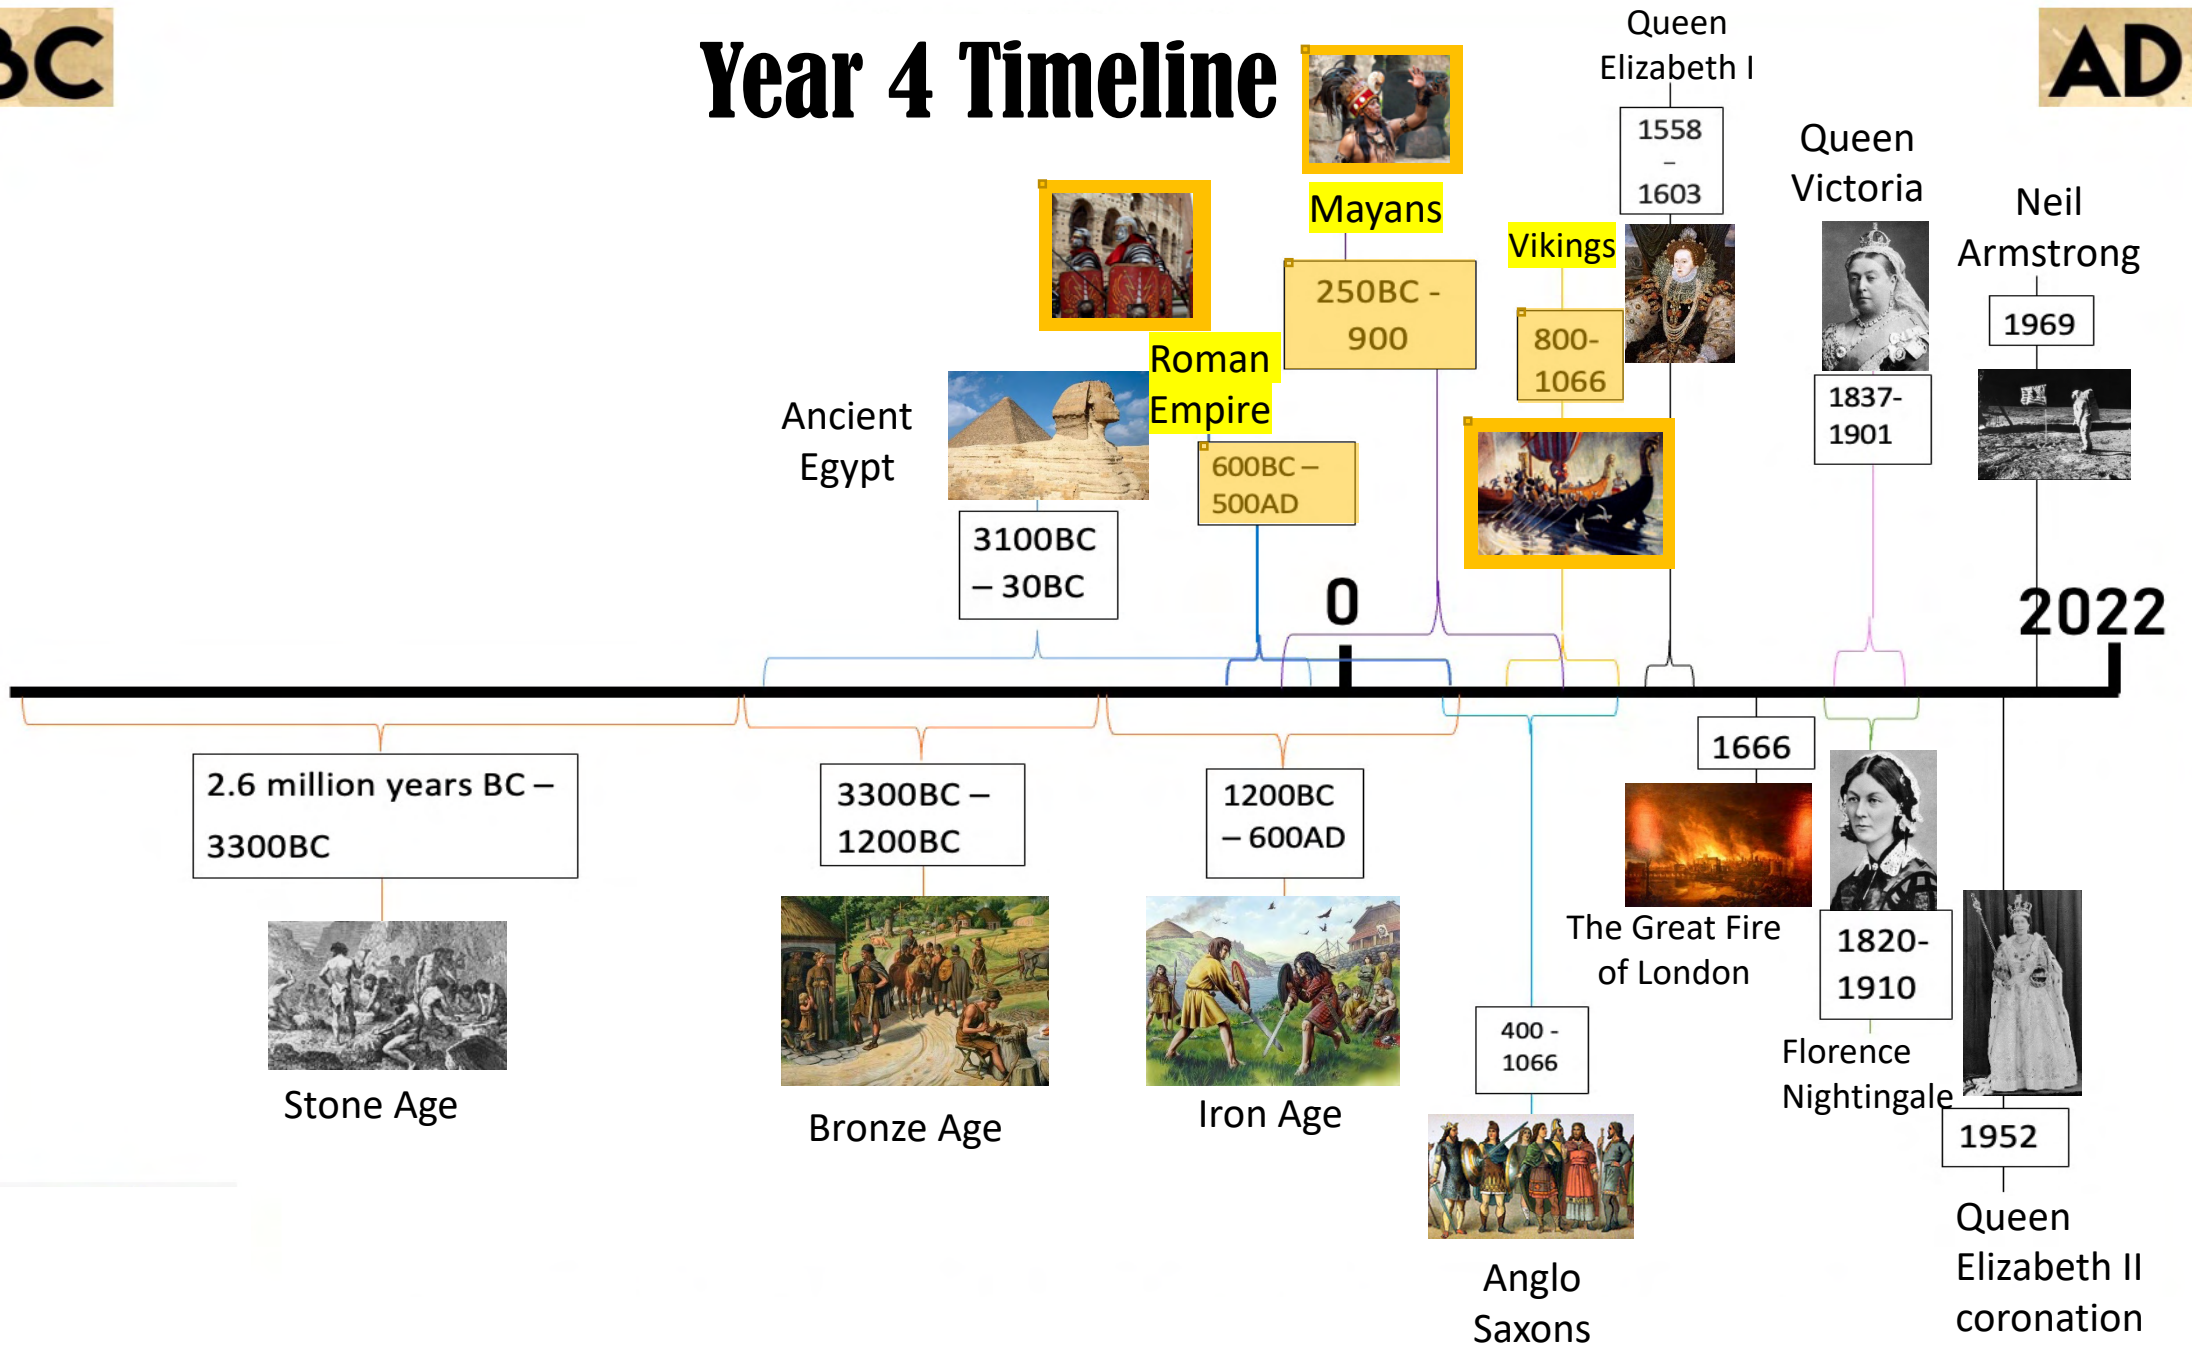 BC
Year 4 Timeline
AD
Queen
Elizabeth I
1558
–
1603
Queen
Victoria
1837-
1901
Neil
Armstrong
1969
Mayans
250BC -
900
Vikings
800-
1066
Roman
Empire
600BC –
500AD
Ancient
Egypt
3100BC
– 30BC
0
2022
2.6 million years BC –
3300BC
Stone Age
3300BC –
1200BC
Bronze Age
1200BC
– 600AD
Iron Age
400 -
1066
Anglo
Saxons
1666
The Great Fire
of London
1820-
1910
Florence
Nightingale
1952
Queen
Elizabeth II
coronation